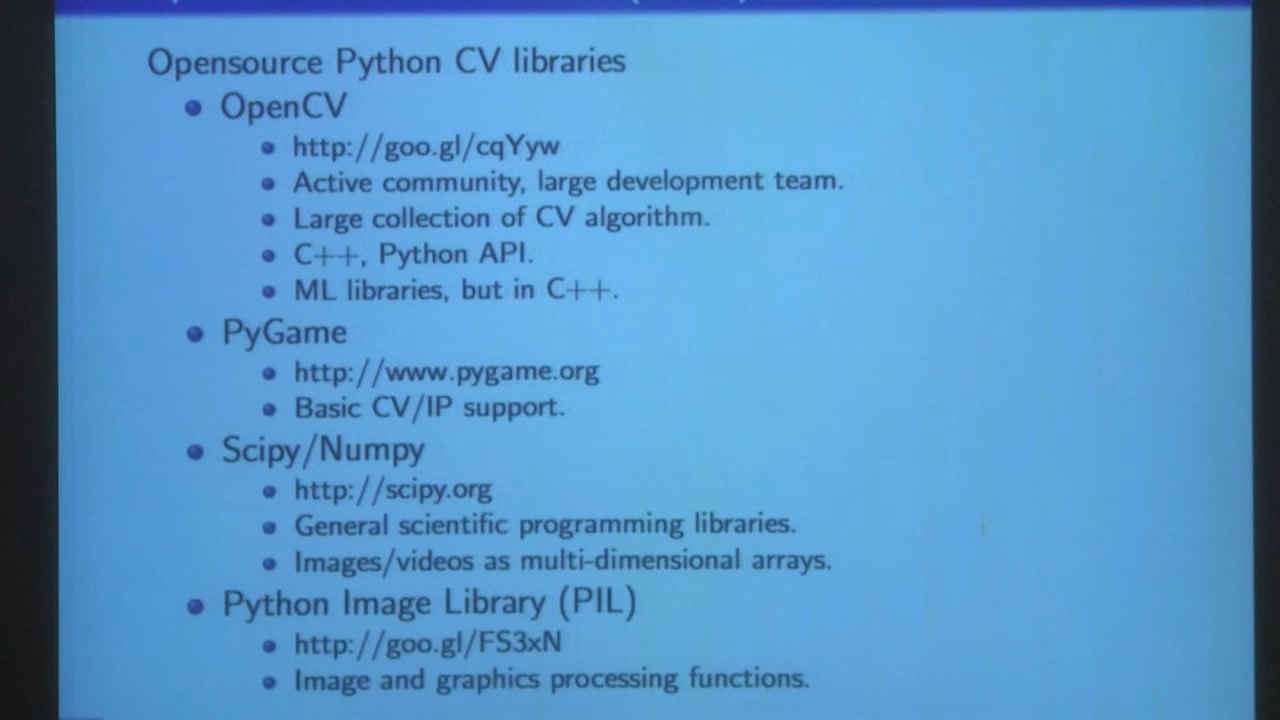 Opensource Python CV libraries
OpenCV
http://goo.gl/cqYyw
Active community, large development team.
Large collection of CV algorithm.
C++, Python API.
ML libraries, but in C++.
PyGame
http://www.pygame.org
Basic CV/IP support.
Scipy/Numpy
http://scipy.org
General scientific programming libraries.
Images/videos as multi-dimensional arrays.
Python Image Library (PIL)
http://goo.gl/FS3xN
Image and graphics processing functions.